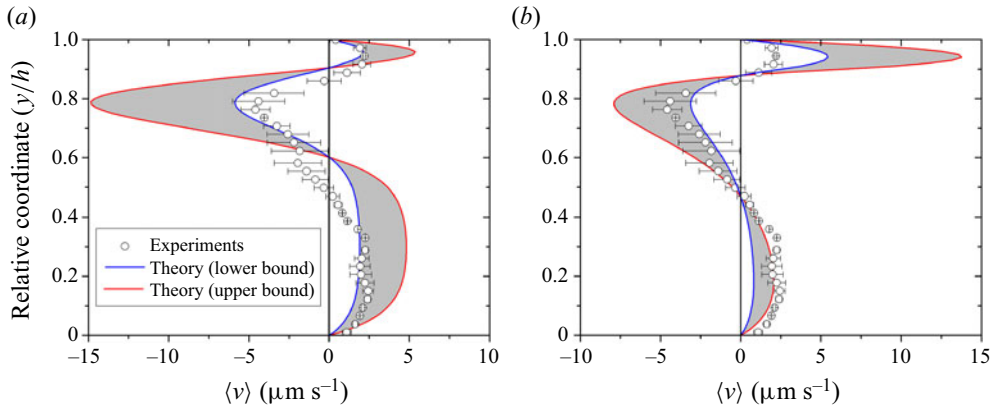 (a)
(b)
Relative coordinate (y/h)
1.0
0.8
0.6
0.4
0.2
0
Experiments
Theory (lower bound)
Theory (upper bound)
–15 –10 –5 0 5 10
⟨v⟩ (μm s–1)
1.0
0.8
0.6
0.4
0.2
0
–10 –5 0 5 10 15
⟨v⟩ (μm s–1)